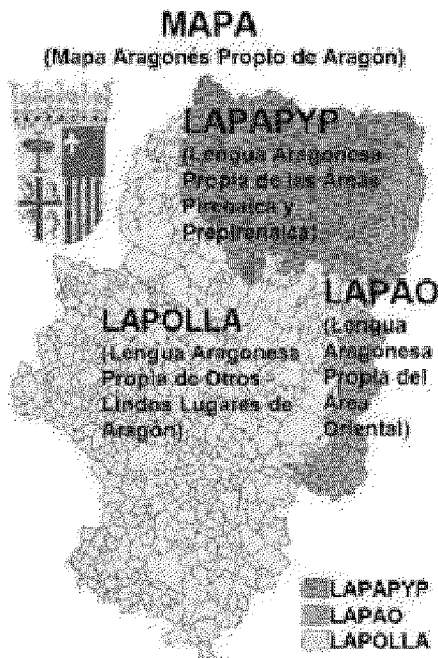 MAPA
(Mapa Aragonés Propio de Aragón)
LAPAPYP
(Lengua Aragonesa
Propia de las Áreas
Pirenaica y
Prepirenaica)
LAPAO
(Lengua
Aragonesa
Propia del
Área
Oriental)
LAPOLLA
(Lengua Aragonesa
Propia de Otros
Lindos Lugares de
Aragón)
LAPAPYP
LAPAO
LAPOLLA